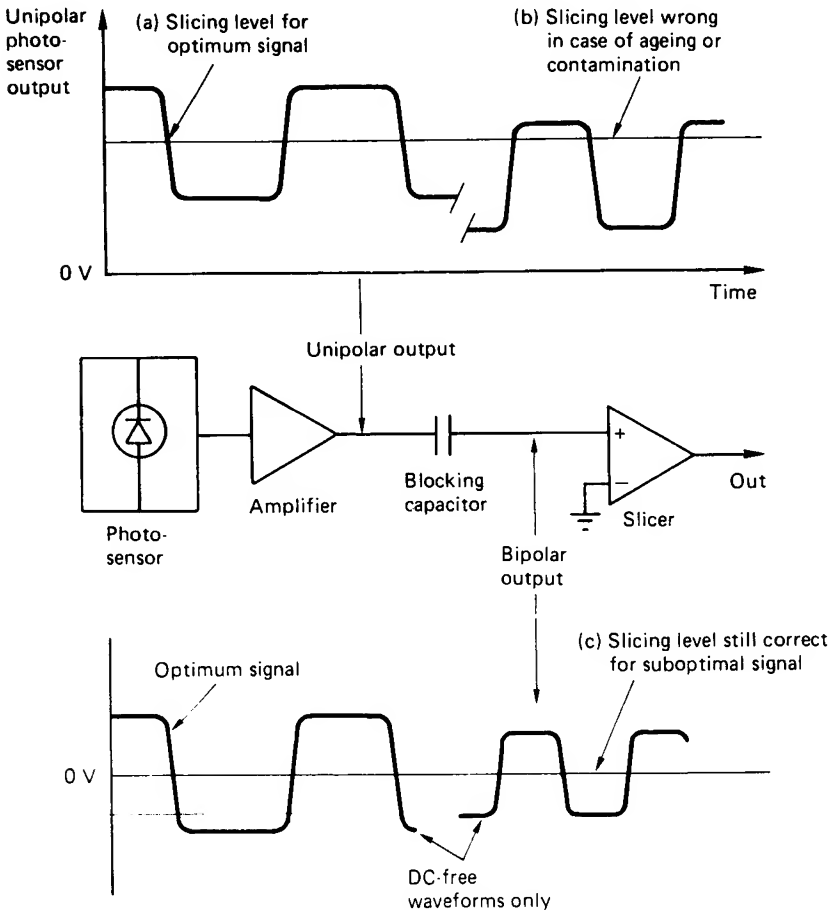 Unipolar
photo-
sensor
output
(a) Slicing level for
optimum signal
(b) Slicing level wrong
in case of ageing or
contamination
0 V
Time
Unipolar output
Photo-
sensor
Amplifier
Blocking
capacitor
+
−
Slicer
Out
Bipolar
output
(c) Slicing level still correct
for suboptimal signal
Optimum signal
0 V
DC-free
waveforms only